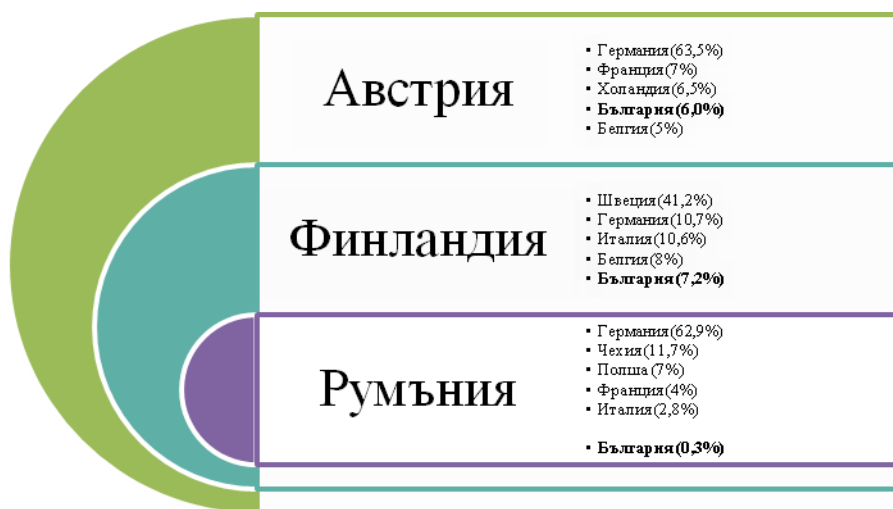 Австрия
• Германия(63,5%)
• Франция(7%)
• Холандия(6,5%)
• България(6,0%)
• Белгия(5%)
Финландия
• Швеция(41,2%)
• Германия(10,7%)
• Италия(10,6%)
• Белгия(8%)
• България(7,2%)
Румъния
• Германия(62,9%)
• Чехия(11,7%)
• Полша(7%)
• Франция(4%)
• Италия(2,8%)
• България(0,3%)